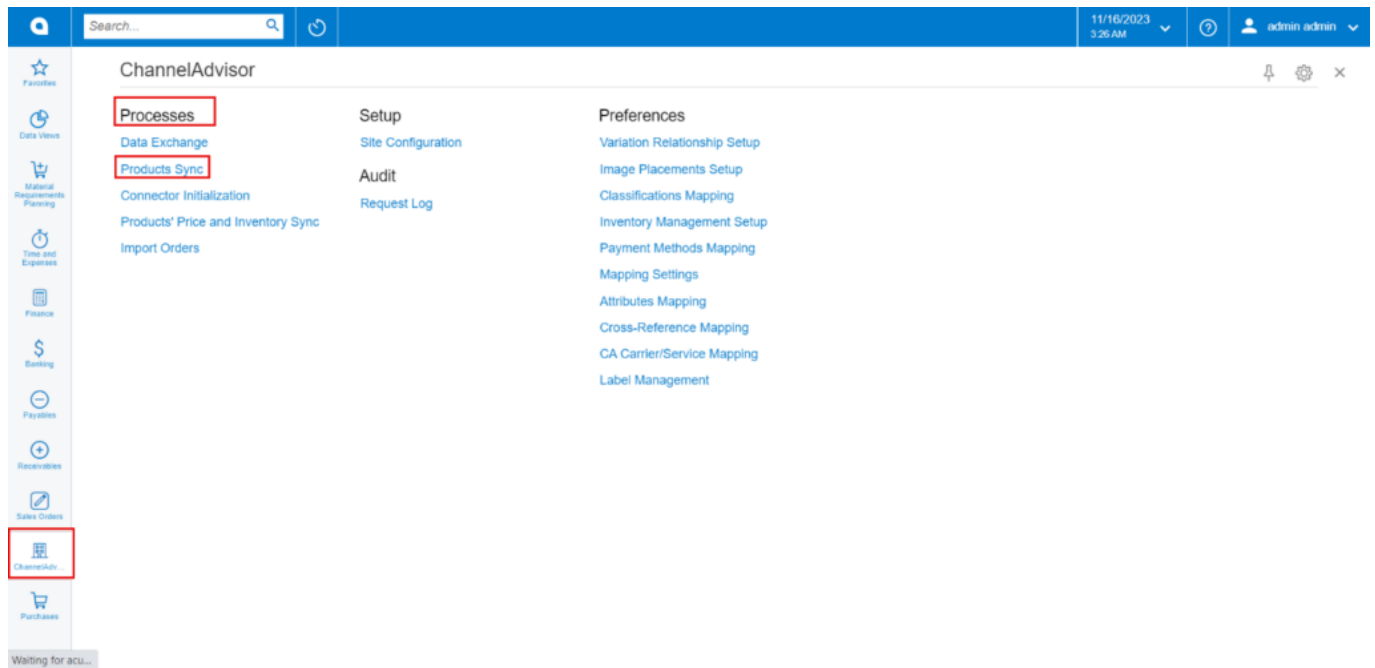 Search...
11/16/2023
3:26 AM
admin admin
Favorites
Data Views
Material
Requirements
Planning
Time and
Expenses
Finance
Banking
Payables
Receivables
Sales Orders
ChannelAdv...
Purchases
ChannelAdvisor
Processes
Data Exchange
Products Sync
Connector Initialization
Products' Price and Inventory Sync
Import Orders
Setup
Site Configuration
Audit
Request Log
Preferences
Variation Relationship Setup
Image Placements Setup
Classifications Mapping
Inventory Management Setup
Payment Methods Mapping
Mapping Settings
Attributes Mapping
Cross-Reference Mapping
CA Carrier/Service Mapping
Label Management
Waiting for acu...